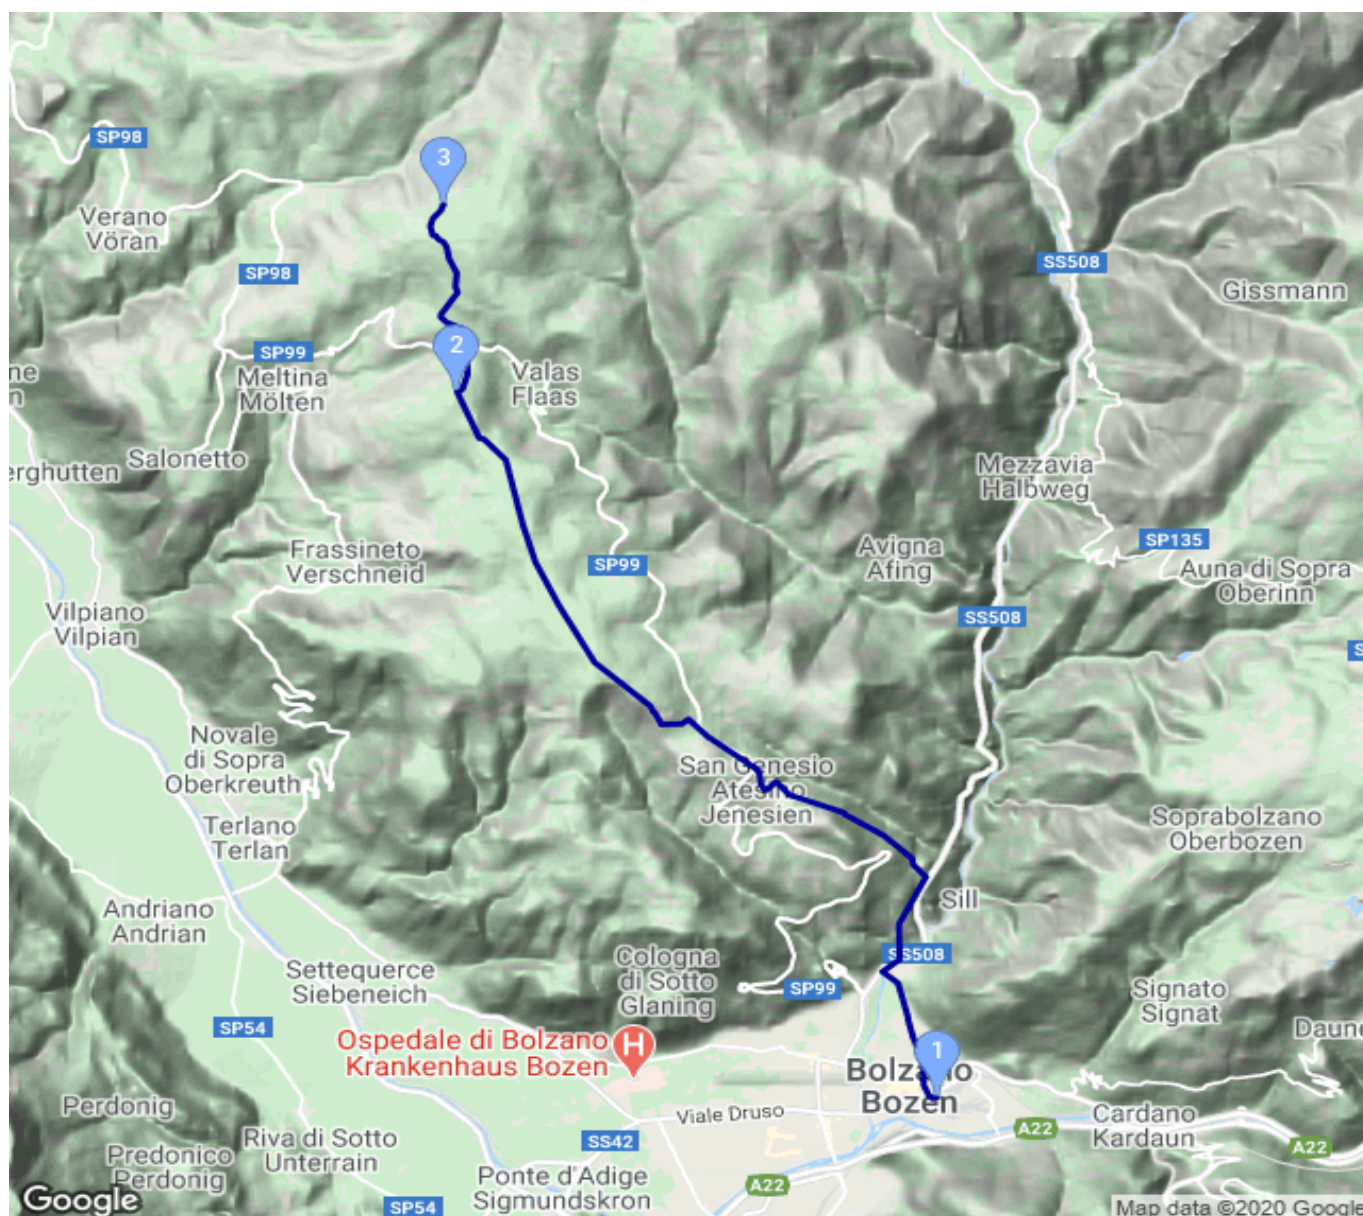 SP98
3
Verano
Vöran
SP98
SS508
Gissmann
2
SP99
Meltina
Mölten
Valas
Flaas
ne
n
Salonetto
erghutten
Mezzavia
Halbweg
SP135
Frassineto
Verschneid
SP99
Avigna
Afing
Auna di Sopra
Oberinn
Vilpiano
Vilpian
SS508
S
Novale
di Sopra
Oberkreuth
San Genesio
Atesino
Jenesien
Terlano
Terlan
Soprabolzano
Oberbozen
Sill
Andriano
Andrian
SS508
Settequerce
Siebeneich
Cologna
di Sotto
Glaning
SP99
Signato
Signat
SP54
Daund
Ospedale di Bolzano
Krankenhaus Bozen
H
1
Bolzano
Bozen
Perdonig
Viale Druso
Cardano
Kardaun
A22
A22
Riva di Sotto
Unterrain
SS42
Predonico
Perdonig
Ponte d'Adige
Sigmundskron
A22
SP54
Google
Map data ©2020 Google